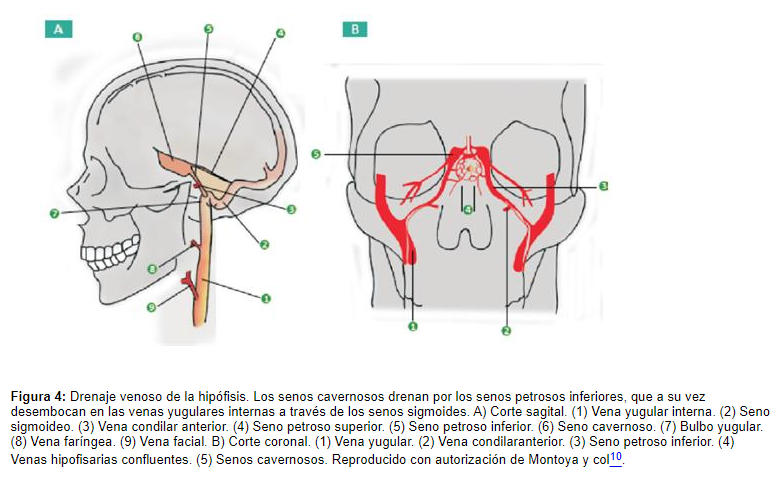 A
B
6
5
4
7
3
2
8
9
1
5
3
4
1
2
Figura 4: Drenaje venoso de la hipófisis. Los senos cavernosos drenan por los senos petrosos inferiores, que a su vez
desembocan en las venas yugulares internas a través de los senos sigmoides. A) Corte sagital. (1) Vena yugular interna. (2) Seno
sigmoideo. (3) Vena condilar anterior. (4) Seno petroso superior. (5) Seno petroso inferior. (6) Seno cavernoso. (7) Bulbo yugular.
(8) Vena faríngea. (9) Vena facial. B) Corte coronal. (1) Vena yugular. (2) Vena condilaranterior. (3) Seno petroso inferior. (4)
Venas hipofisarias confluentes. (5) Senos cavernosos. Reproducido con autorización de Montoya y col10.